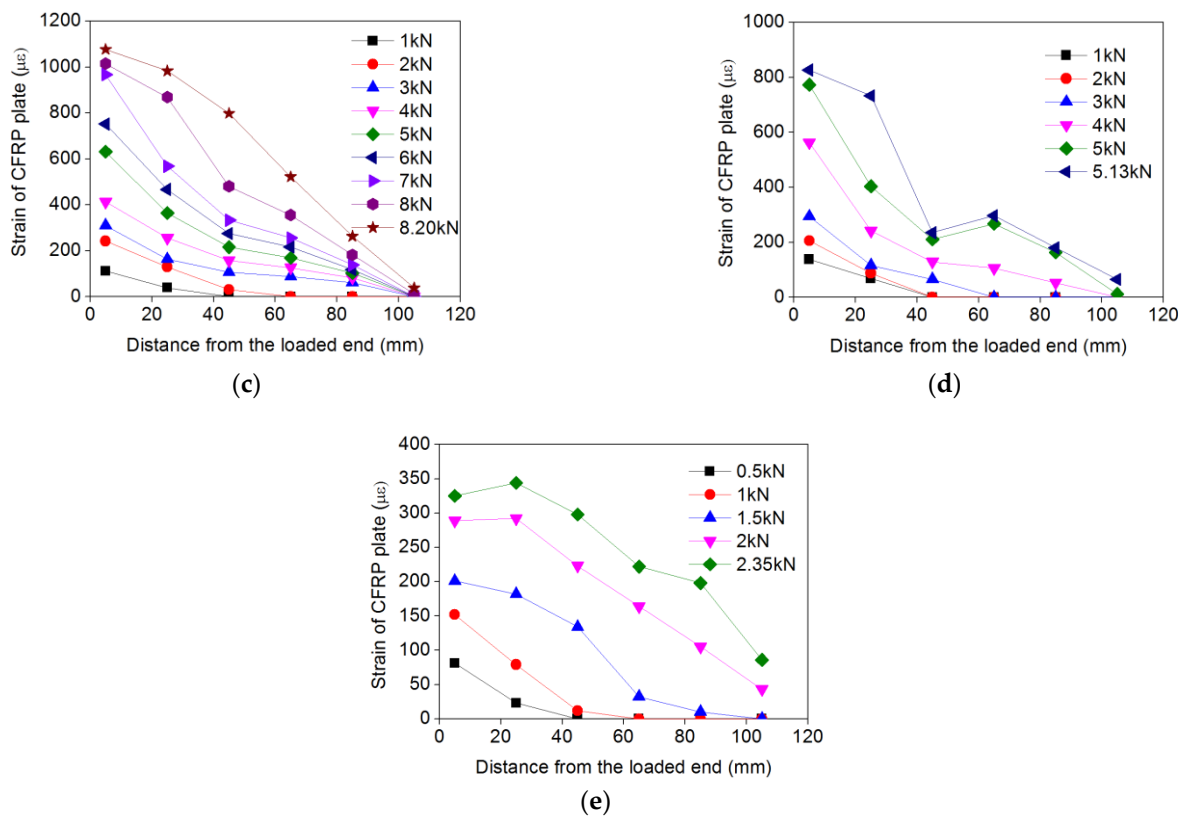 1200
1000
800
600
400
200
0
Strain of CFRP plate (με)
1kN
2kN
3kN
4kN
5kN
6kN
7kN
8kN
8.20kN
0 20 40 60 80 100 120
Distance from the loaded end (mm)
(c)
1000
800
600
400
200
0
Strain of CFRP plate (με)
1kN
2kN
3kN
4kN
5kN
5.13kN
0 20 40 60 80 100 120
Distance from the loaded end (mm)
(d)
400
350
300
250
200
150
100
50
0
Strain of CFRP plate (με)
0.5kN
1kN
1.5kN
2kN
2.35kN
0 20 40 60 80 100 120
Distance from the loaded end (mm)
(e)